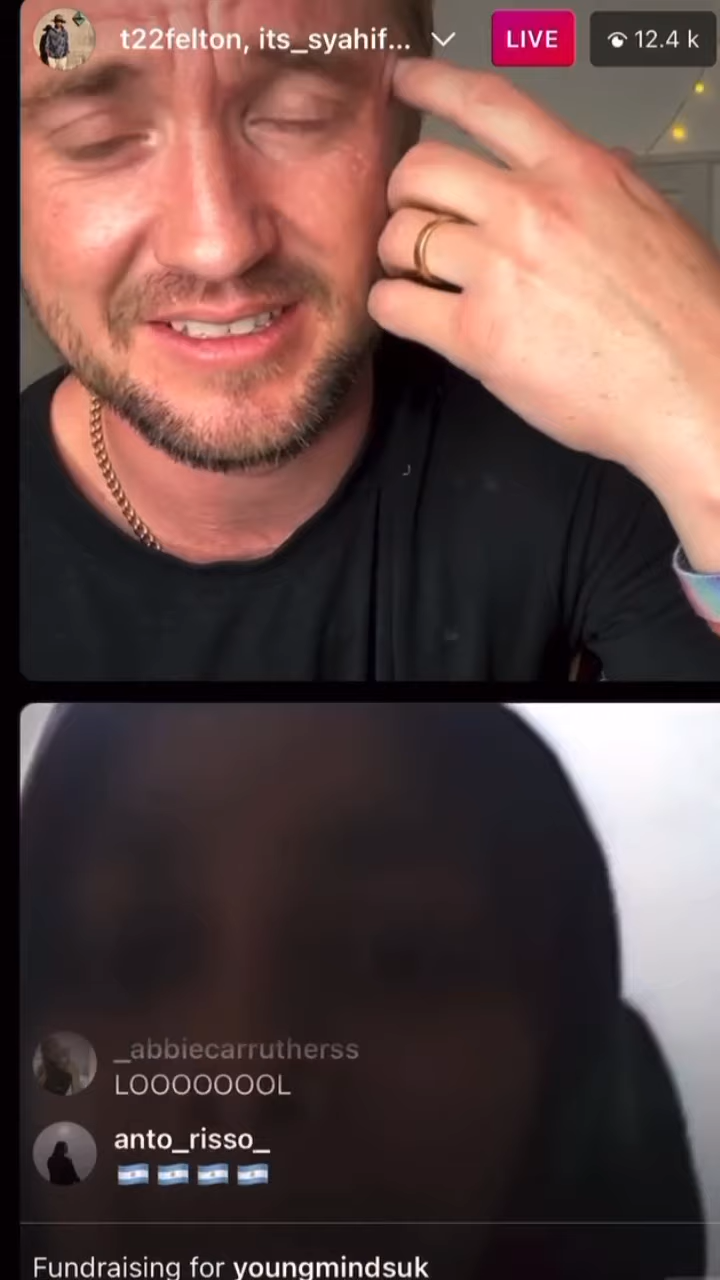 t22felton, its_syahif...
LIVE
12.4 k
_abbiecarrutherss
LOOOOOOOL
anto_risso_
🇦🇷 🇦🇷 🇦🇷 🇦🇷
Fundraising for youngmindsuk